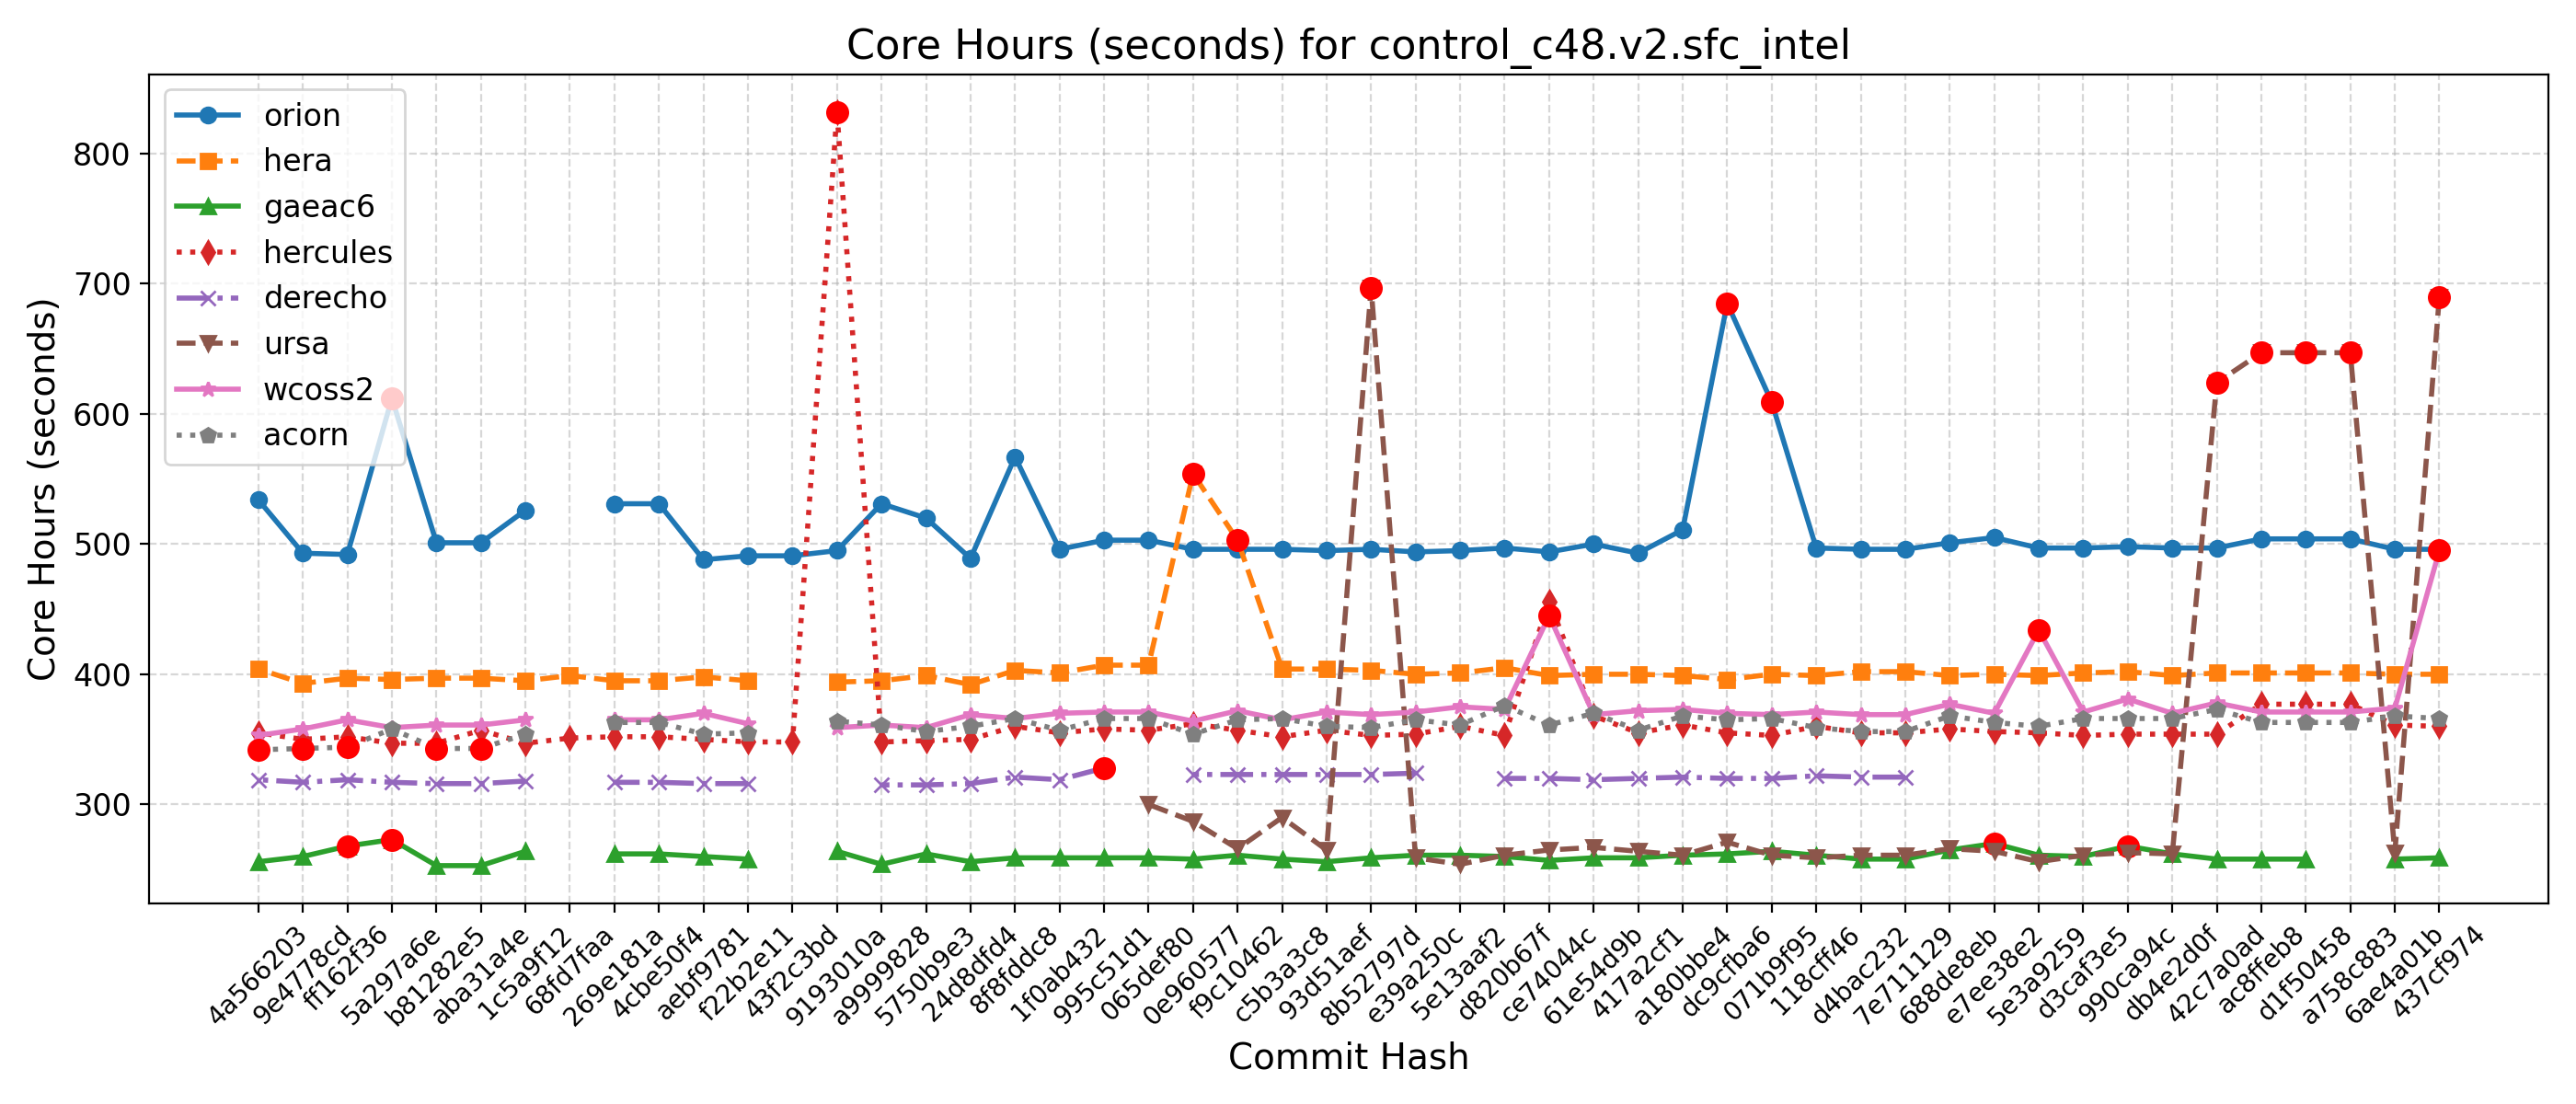 Core Hours (seconds) for control_c48.v2.sfc_intel
orion
hera
gaeac6
hercules
derecho
ursa
wcoss2
acorn
Core Hours (seconds)
800
700
600
500
400
300
4a566203
9e4778cd
ff162f36
5a297a6e
b81282e5
aba31a4e
1c5a9f12
68fd7faa
269e181a
4cbe50f4
aebf9781
f22b2e11
43f2c3bd
9193010a
a9999828
5750b9e3
24d8dfd4
8f8fddc8
1f0ab432
995c51d1
065def80
0e960577
f9c10462
c5b3a3c8
93d51aef
8b52797d
e39a250c
5e13aaf2
d820b67f
ce74044c
61e54d9b
417a2cf1
a180bbe4
dc9cfba6
071b9f95
118cff46
d4bac232
7e711129
688de8eb
e7ee38e2
5e3a9259
d3caf3e5
990ca94c
db4e2d0f
42c7a0ad
ac8ffeb8
d1f50458
a758c883
6ae4a01b
437cf974
Commit Hash